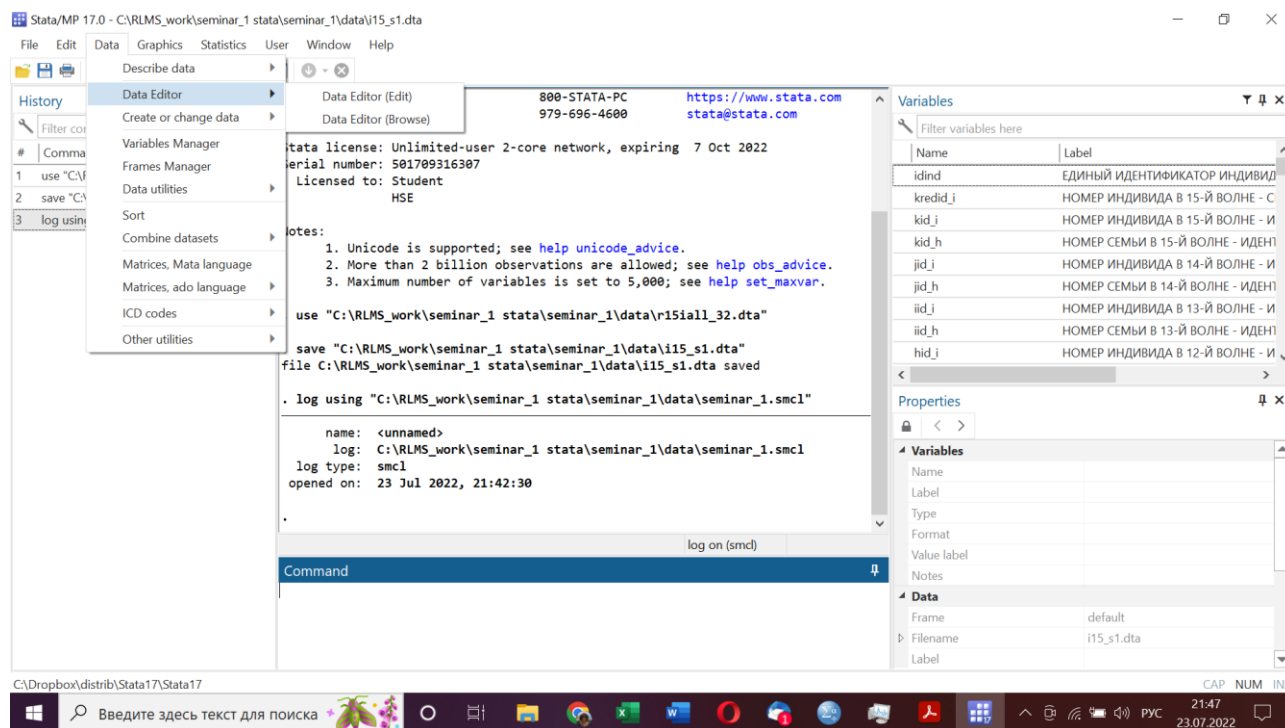 Stata/MP 17.0 - C:\RLMS_work\seminar_1 stata\seminar_1\data\i15_s1.dta
File Edit Data Graphics Statistics User Window Help
Describe data
Data Editor
Create or change data
Variables Manager
Frames Manager
Data utilities
Sort
Combine datasets
Matrices, Mata language
Matrices, ado language
ICD codes
Other utilities
Data Editor (Edit)
Data Editor (Browse)
History
Filter
#
1 use "C:\
2 save "C:\
3 log using
800-STATA-PC https://www.stata.com
979-696-4600 stata@stata.com
Stata license: Unlimited-user 2-core network, expiring 7 Oct 2022
Serial number: 501709316307
Licensed to: Student
HSE
Notes:
1. Unicode is supported; see help unicode_advice.
2. More than 2 billion observations are allowed; see help obs_advice.
3. Maximum number of variables is set to 5,000; see help set_maxvar.
use "C:\RLMS_work\seminar_1 stata\seminar_1\data\r15iall_32.dta"
save "C:\RLMS_work\seminar_1 stata\seminar_1\data\i15_s1.dta"
file C:\RLMS_work\seminar_1 stata\seminar_1\data\i15_s1.dta saved
. log using "C:\RLMS_work\seminar_1 stata\seminar_1\data\seminar_1.smcl"
name: <unnamed>
log: C:\RLMS_work\seminar_1 stata\seminar_1\data\seminar_1.smcl
log type: smcl
opened on: 23 Jul 2022, 21:42:30
.
log on (smcl)
Command
Variables
Filter variables here
Name Label
idind ЕДИНЫЙ ИДЕНТИФИКАТОР ИНДИВИД
kredid_i НОМЕР ИНДИВИДА В 15-Й ВОЛНЕ - С
kid_i НОМЕР ИНДИВИДА В 15-Й ВОЛНЕ - И
kid_h НОМЕР СЕМЬИ В 15-Й ВОЛНЕ - ИДЕНТ
jid_i НОМЕР ИНДИВИДА В 14-Й ВОЛНЕ - И
jid_h НОМЕР СЕМЬИ В 14-Й ВОЛНЕ - ИДЕНТ
iid_i НОМЕР ИНДИВИДА В 13-Й ВОЛНЕ - И
iid_h НОМЕР СЕМЬИ В 13-Й ВОЛНЕ - ИДЕНТ
hid_i НОМЕР ИНДИВИДА В 12-Й ВОЛНЕ - И
Properties
Variables
Name
Label
Type
Format
Value label
Notes
Data
Frame default
Filename i15_s1.dta
Label
C:\Dropbox\distrib\Stata17\Stata17
CAP NUM IN
Введите здесь текст для поиска
РУС
21:47
23.07.2022